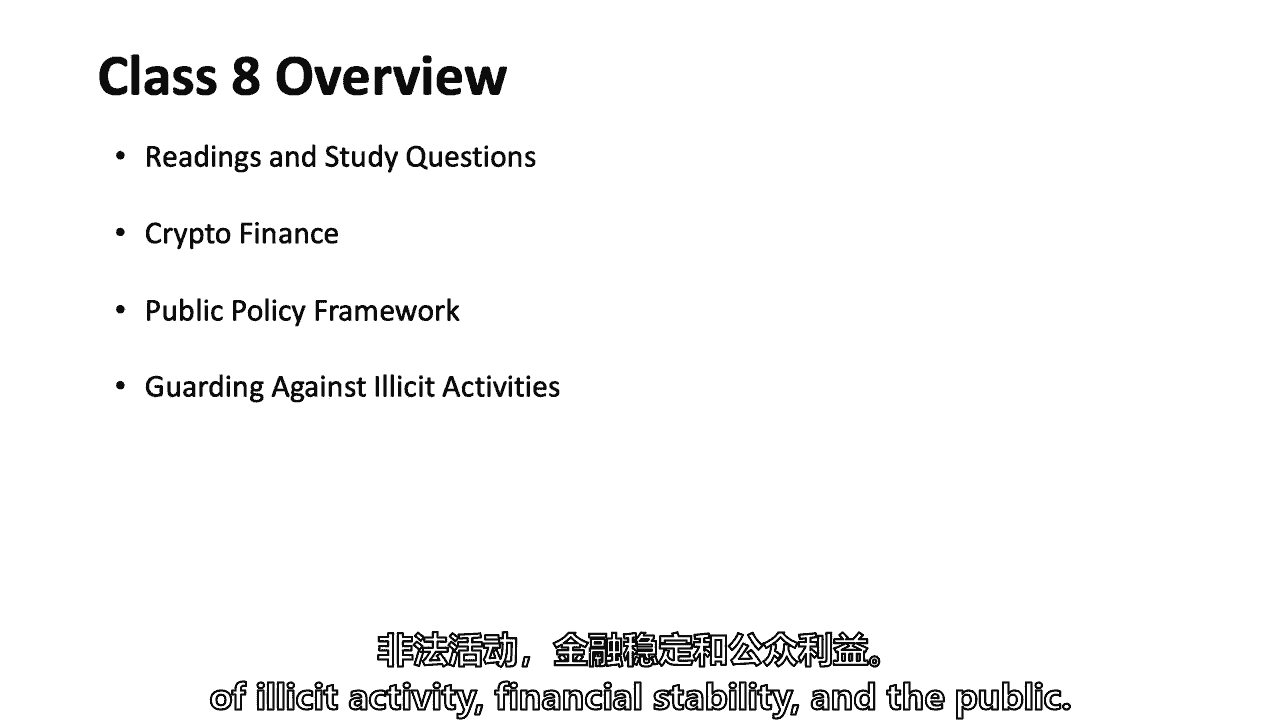 Class 8 Overview
• Readings and Study Questions
• Crypto Finance
• Public Policy Framework
• Guarding Against Illicit Activities
非法活动，金融稳定和公众利益。
of illicit activity, financial stability, and the public.